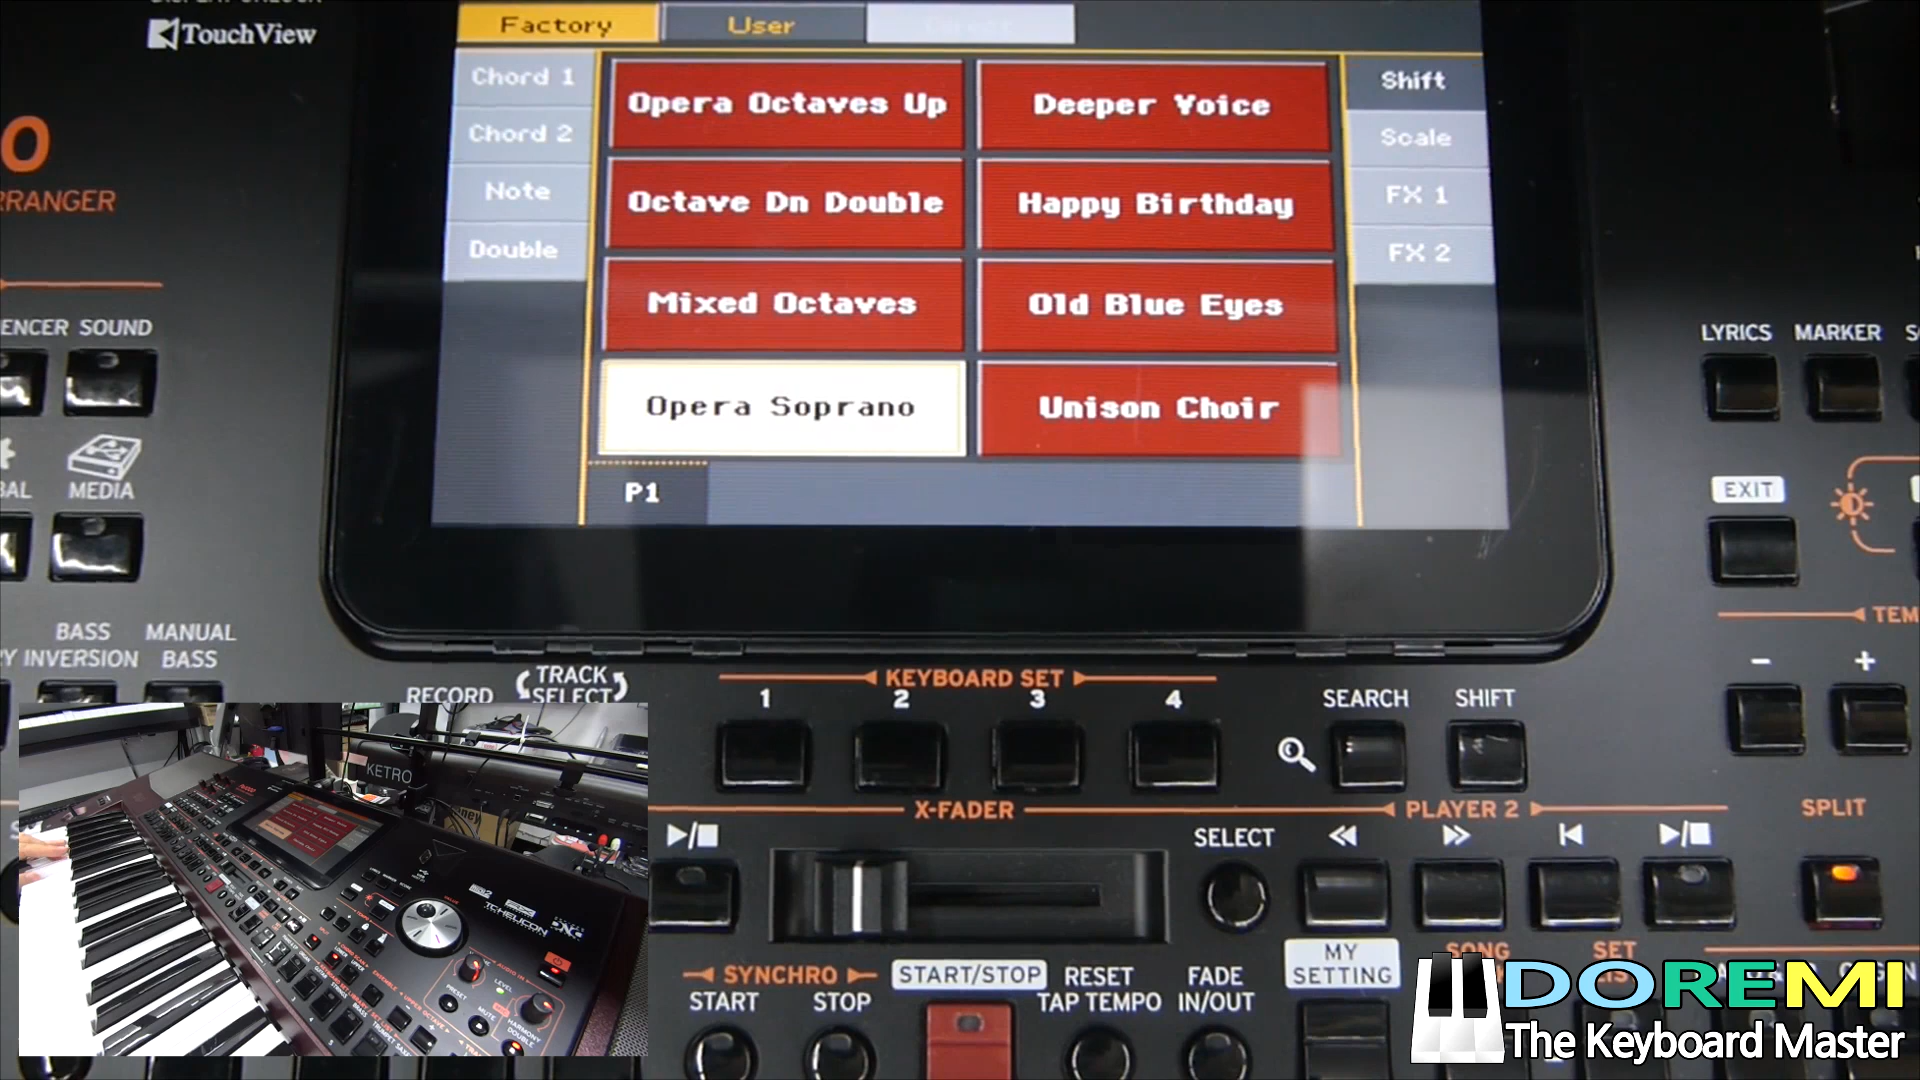 TouchView
Factory
User
Chord 1
Chord 2
Note
Double
Opera Octaves Up
Deeper Voice
Octave Dn Double
Happy Birthday
Mixed Octaves
Old Blue Eyes
Opera Soprano
Unison Choir
P1
Shift
Scale
FX 1
FX 2
SOUND
MEDIA
BASS
INVERSION
MANUAL
BASS
RECORD
TRACK
SELECT
KEYBOARD SET
1
2
3
4
SEARCH
SHIFT
LYRICS
MARKER
EXIT
-
+
X-FADER
PLAYER 2
SPLIT
SELECT
SYNCHRO
START
STOP
START/STOP
RESET
TAP TEMPO
FADE
IN/OUT
MY
SETTING
SONG
SET
KETRO
TC-HELICON
DOREMI
The Keyboard Master